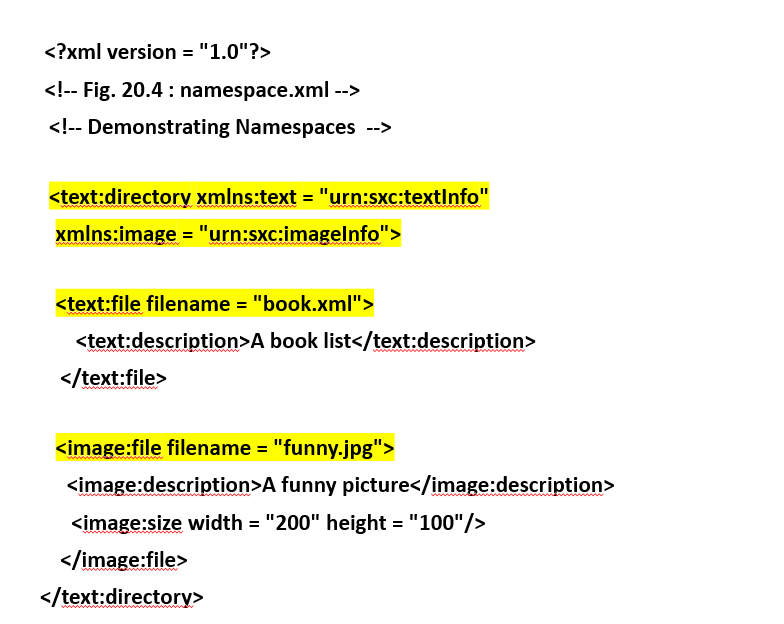 <?xml version = "1.0"?>
<!-- Fig. 20.4 : namespace.xml -->
<!-- Demonstrating Namespaces  -->
<text:directory xmlns:text = "urn:sxc:textInfo"
xmlns:image = "urn:sxc:imageInfo">
<text:file filename = "book.xml">
<text:description>A book list</text:description>
</text:file>
<image:file filename = "funny.jpg">
<image:description>A funny picture</image:description>
<image:size width = "200" height = "100"/>
</image:file>
</text:directory>